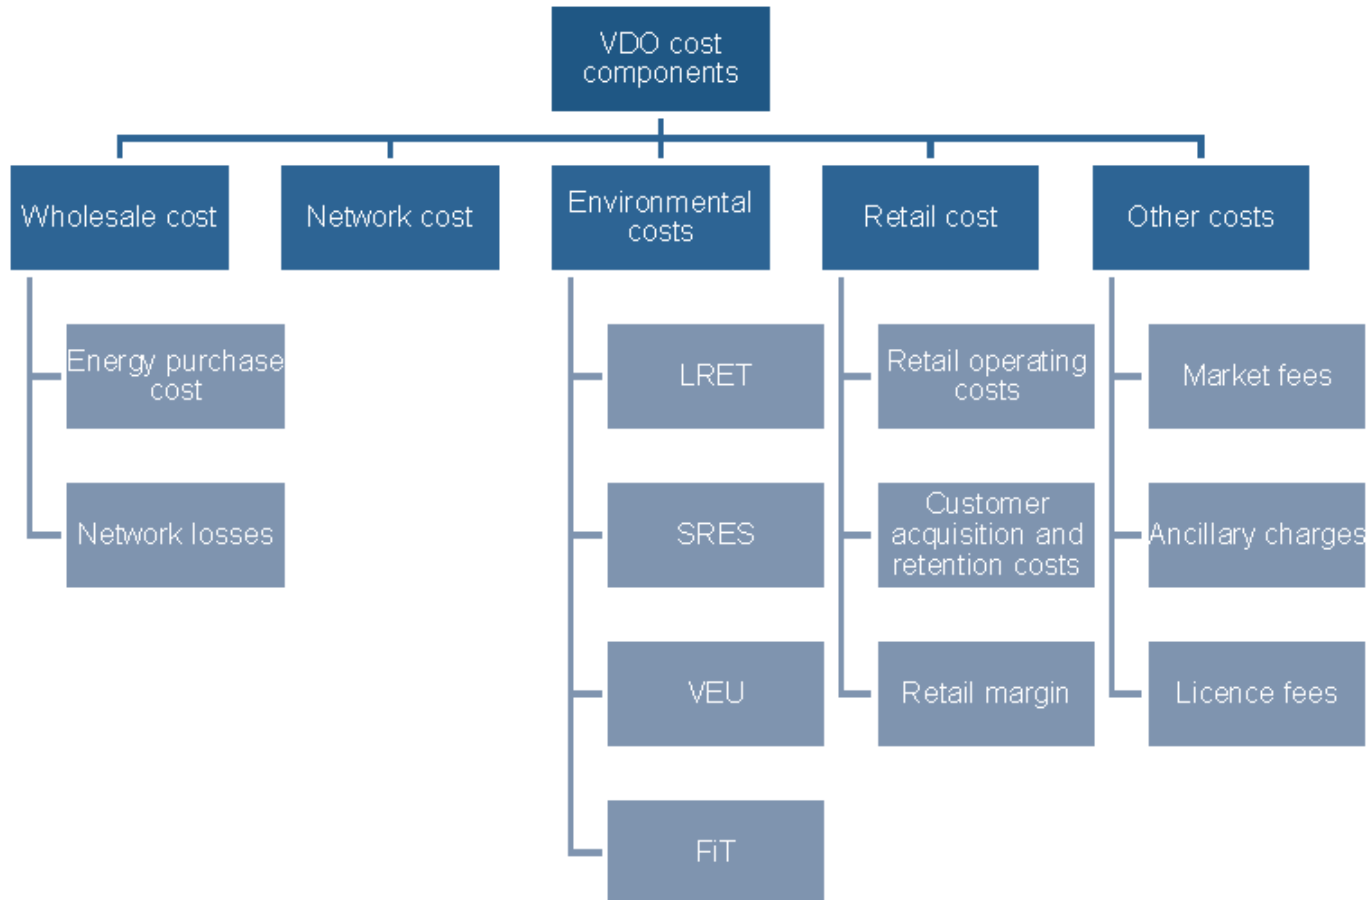 VDO cost
components
Wholesale cost
Network cost
Environmental
costs
Retail cost
Other costs
Energy purchase
cost
Network losses
LRET
SRES
VEU
FiT
Retail operating
costs
Customer
acquisition and
retention costs
Retail margin
Market fees
Ancillary charges
Licence fees